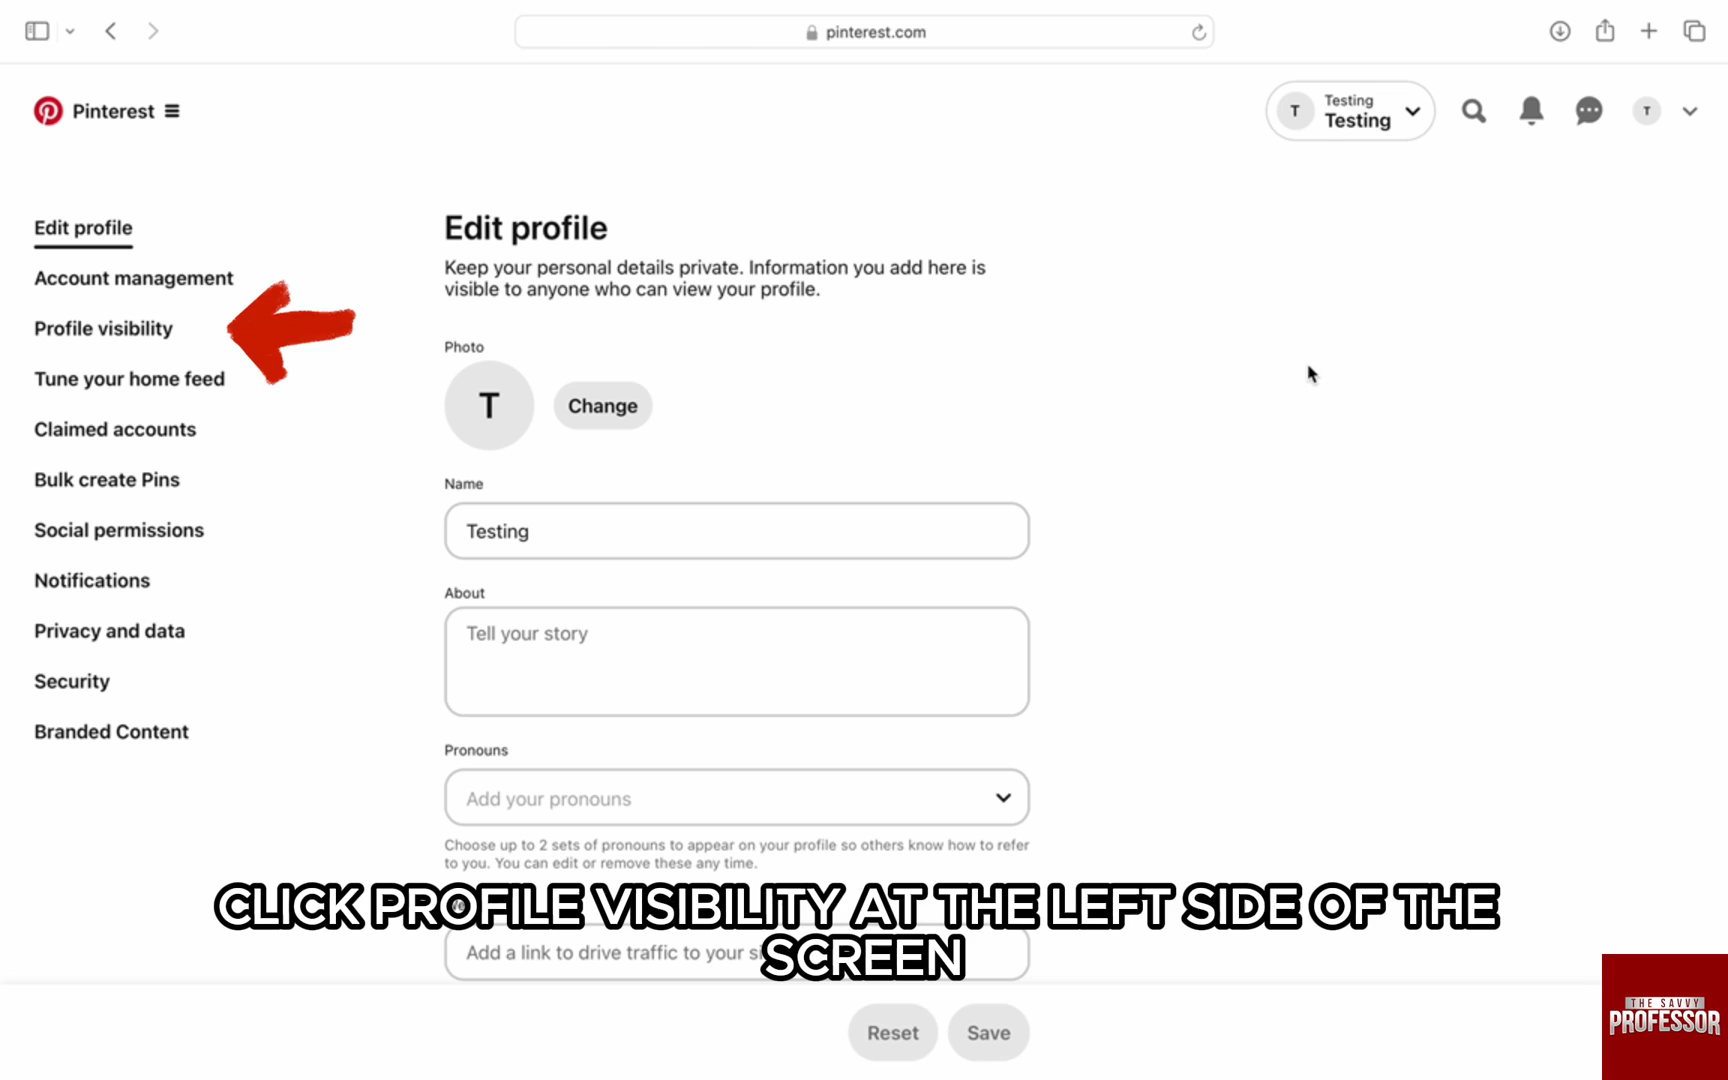 pinterest.com
Pinterest
T
Testing
Testing
T
Edit profile
Account management
Profile visibility
Tune your home feed
Claimed accounts
Bulk create Pins
Social permissions
Notifications
Privacy and data
Security
Branded Content
Edit profile
Keep your personal details private. Information you add here is
visible to anyone who can view your profile.
Photo
T
Change
Name
Testing
About
Tell your story
Pronouns
Add your pronouns
Choose up to 2 sets of pronouns to appear on your profile so others know how to refer
to you. You can edit or remove these any time.
CLICK PROFILE VISIBILITY AT THE LEFT SIDE OF THE
SCREEN
Add a link to drive traffic to your
Reset
Save
THE SAVVY
PROFESSOR